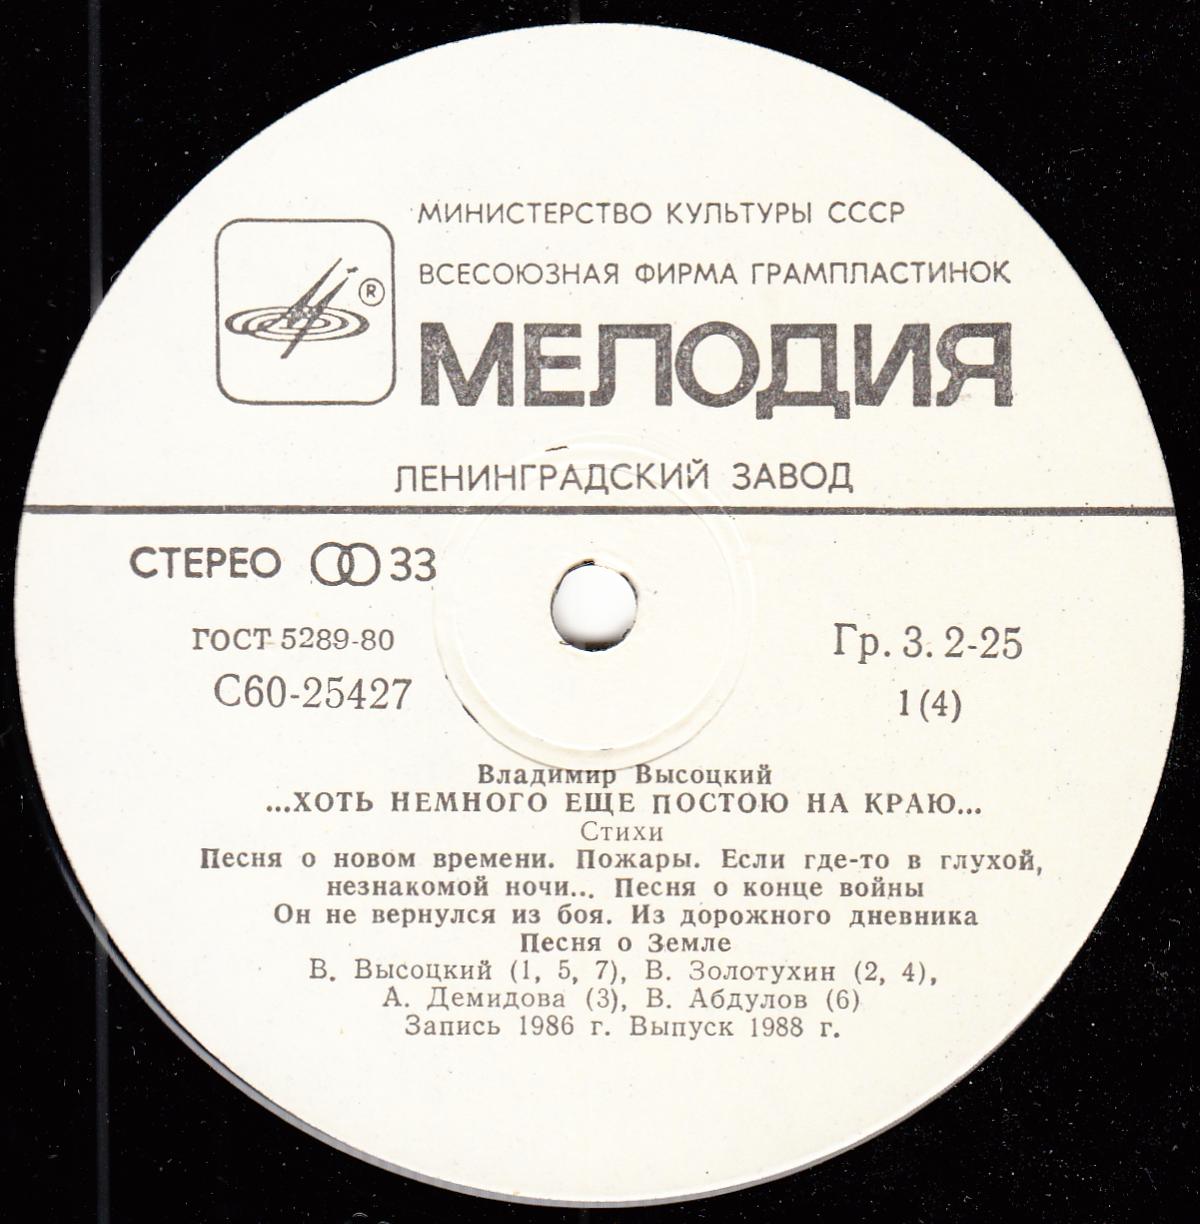 МИНИСТЕРСТВО КУЛЬТУРЫ СССР
ВСЕСОЮЗНАЯ ФИРМА ГРАМПЛАСТИНОК
®
МЕЛОДИЯ
ЛЕНИНГРАДСКИЙ ЗАВОД
СТЕРЕО 33
ГОСТ 5289-80
С60-25427
Гр. 3. 2-25
1 (4)
Владимир Высоцкий
...ХОТЬ НЕМНОГО ЕЩЕ ПОСТОЮ НА КРАЮ...
Стихи
Песня о новом времени. Пожары. Если где-то в глухой,
незнакомой ночи... Песня о конце войны
Он не вернулся из боя. Из дорожного дневника
Песня о Земле
В. Высоцкий (1, 5, 7), В. Золотухин (2, 4),
А. Демидова (3), В. Абдулов (6)
Запись 1986 г. Выпуск 1988 г.